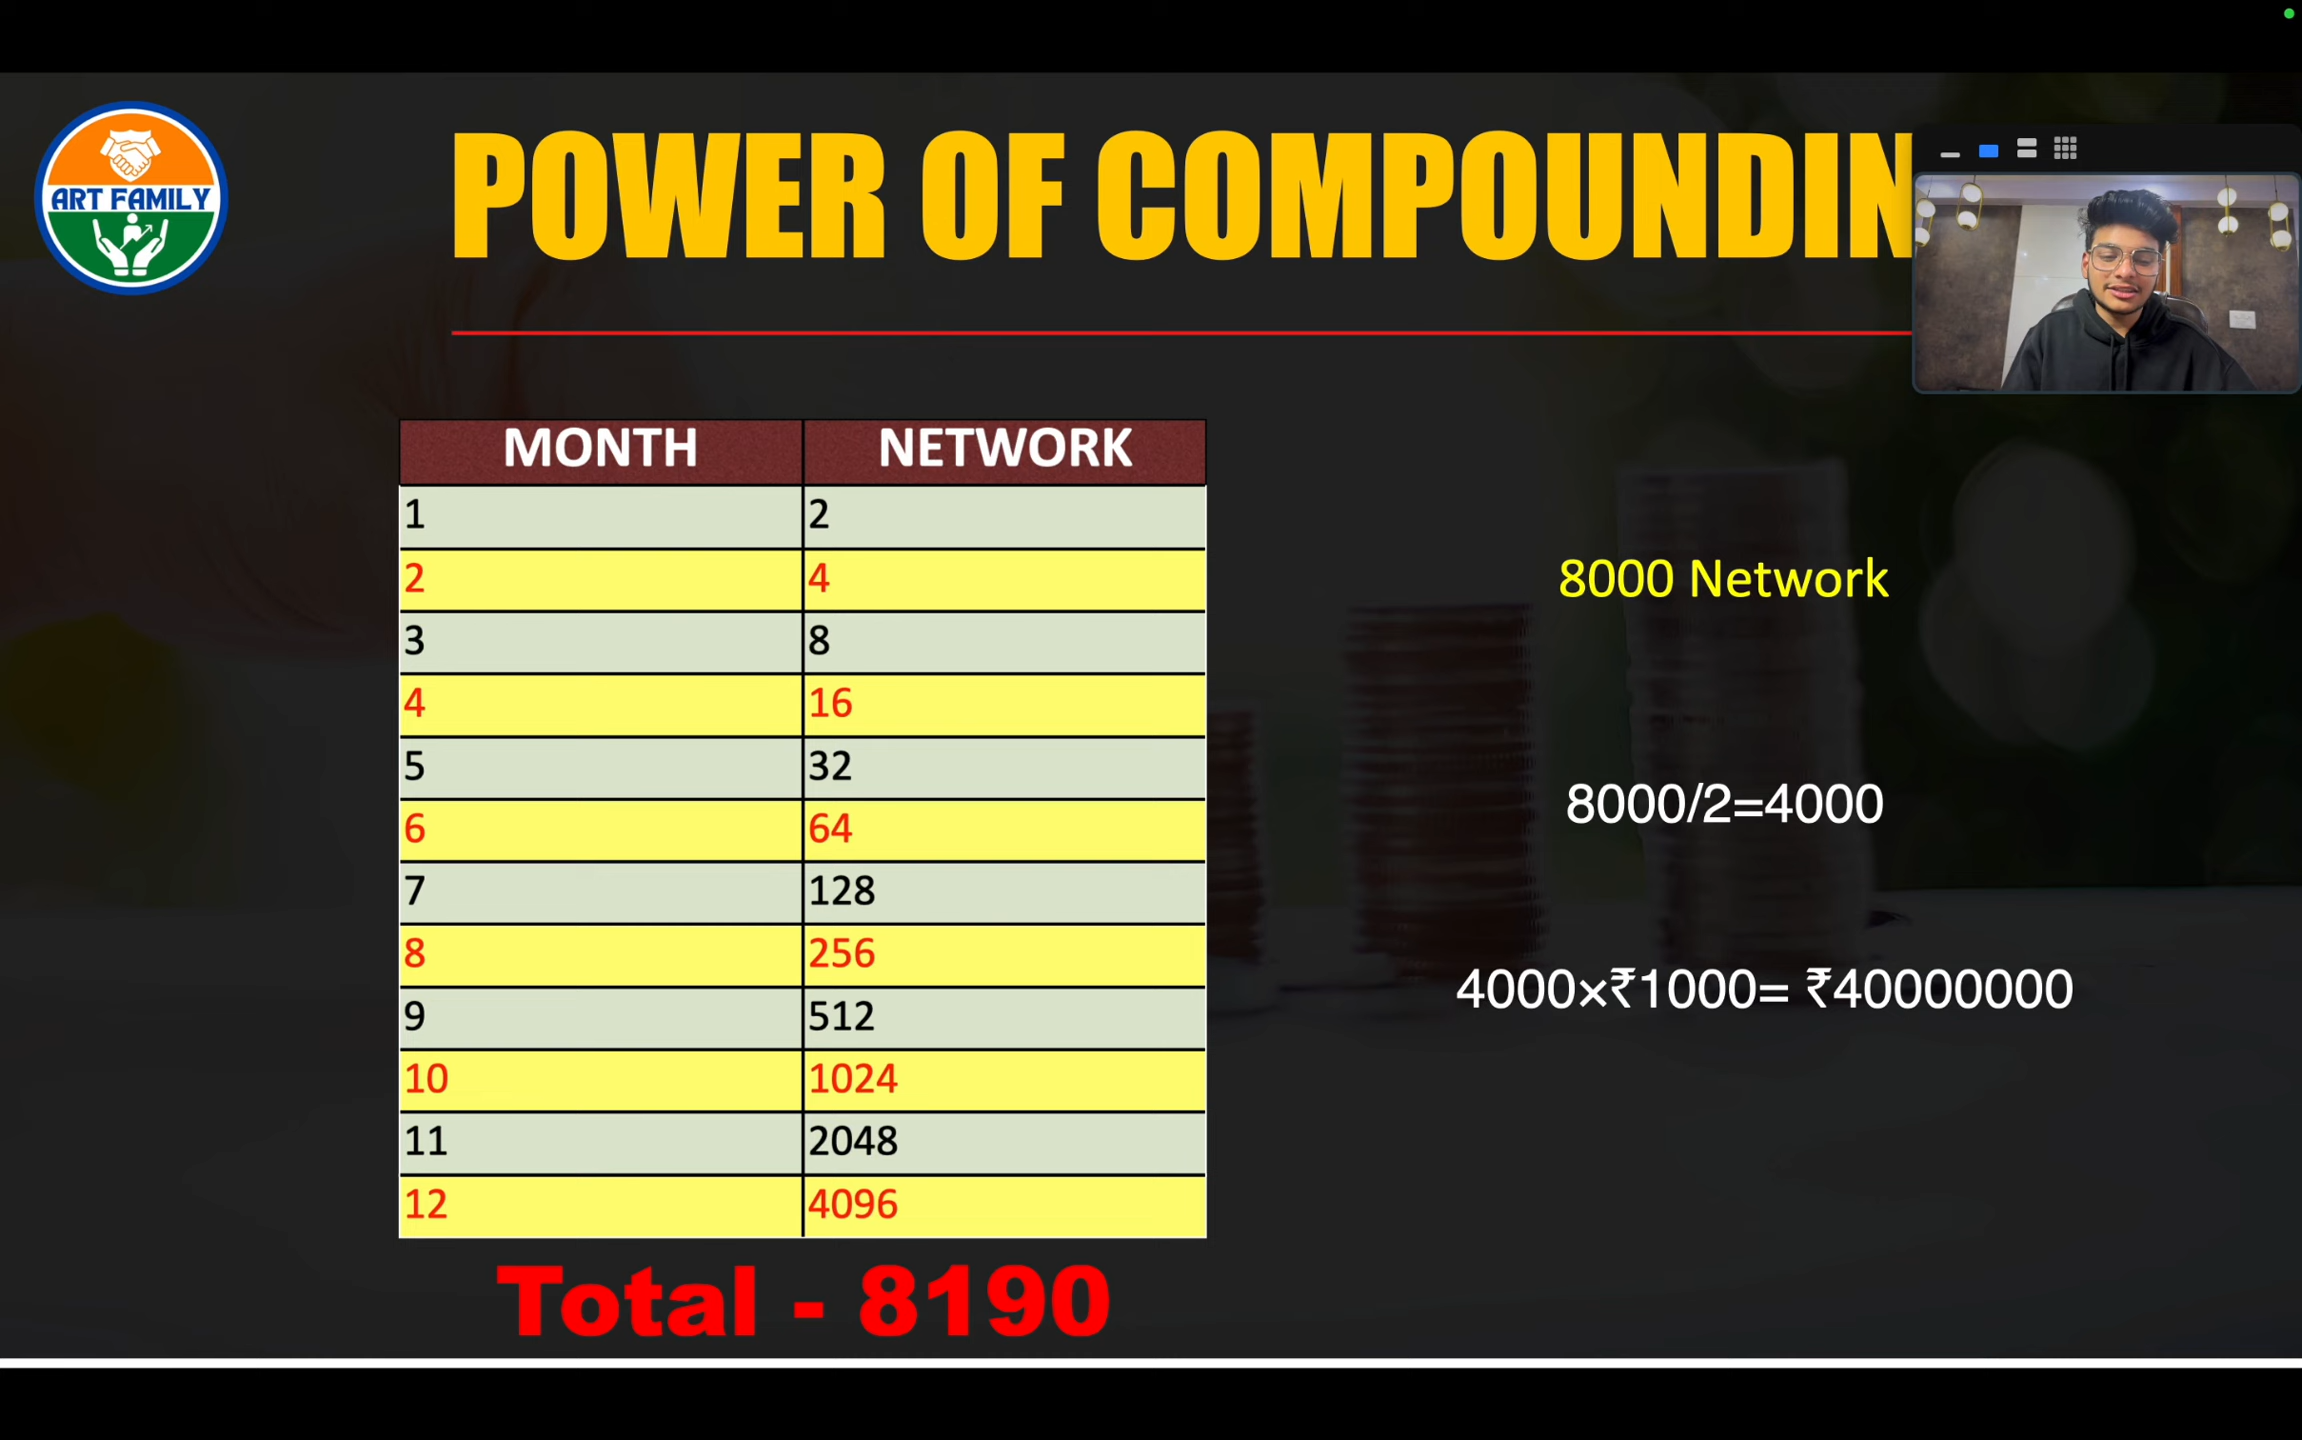 ART FAMILY
POWER OF COMPOUNDIN
MONTH NETWORK
1 2
2 4
3 8
4 16
5 32
6 64
7 128
8 256
9 512
10 1024
11 2048
12 4096
Total - 8190
8000 Network
8000/2=4000
4000×₹1000= ₹40000000